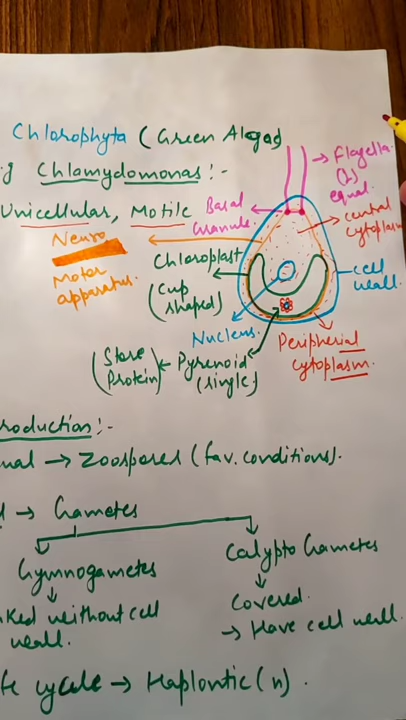 Chlorophyta (Green Algae)
g Chlamydomonas :-
Unicellular, Motile
Basal Granule.
→ Flagella (2) equal.
Neuro Motor apparatus.
central cytoplasm
Chloroplast (Cup shaped)
cell wall.
Nucleus.
Peripherial cytoplasm.
(Store Protein) ← Pyrenoid (single)
roduction :-
ual → Zoospores (fav. conditions).
l → Gametes
Gymnogametes
Calypto Gametes
↓
↓
ked without cell wall.
Covered.
→ Have cell wall.
fe cycle → Haplontic (n).